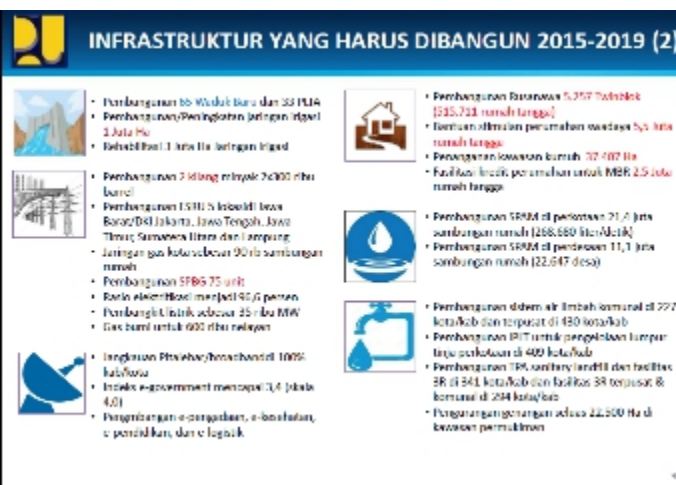 INFRASTRUKTUR YANG HARUS DIBANGUN 2015-2019 (2)
• Pembangunan 65 Waduk Baru dan 33 PLTA
• Pembangunan/Peningkatan jaringan irigasi
1 Juta Ha
• Rehabilitasi 3 Juta Ha jaringan irigasi
• Pembangunan 2 kilang minyak 2x300 ribu
barrel
• Pembangunan FSRU 5 lokasi di Jawa
Barat/DKI Jakarta, Jawa Tengah, Jawa
Timur, Sumatera Utara dan Lampung
• Jaringan gas kota sebesar sambungan
rumah
• Pembangunan SPBG 75 unit
• Rasio elektrifikasi menjadi 96,6 persen
• Pembangkit listrik sebesar 35 ribu MW
• Gas bumi untuk 600 ribu nelayan
• Jangkauan Pitalebar/broadband di 100%
kab/kota
• Indeks e-government mencapai 3,4 (skala
4,0)
• Pengembangan e-pengadaan, e-kesehatan,
e-pendidikan, dan e-logistik
• Pembangunan Rusunawa 5.257 Twinblok
(515.711 rumah tangga)
• Bantuan stimulan perumahan swadaya 5,5 Juta
rumah tangga
• Penanganan kawasan kumuh 37.407 Ha
• Fasilitas kredit perumahan untuk MBR 2,5 Juta
rumah tangga
• Pembangunan SPAM di perkotaan 21,4 juta
sambungan rumah (268.680 liter/detik)
• Pembangunan SPAM di perdesaan 11,1 juta
sambungan rumah (22.647 desa)
• Pembangunan sistem air limbah komunal di 227
kota/kab dan terpusat di 430 kota/kab
• Pembangunan IPLT untuk pengelolaan lumpur
tinja perkotaan di 409 kota/kab
• Pembangunan TPA sanitary landfill dan fasilitas
3R di 341 kota/kab dan fasilitas 3R terpusat &
komunal di 294 kota/kab
• Pengurangan genangan seluas 22.500 Ha di
kawasan permukiman